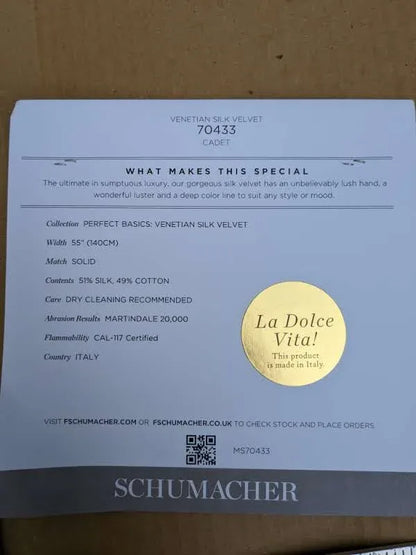 VENETIAN SILK VELVET
70433
CADET
WHAT MAKES THIS SPECIAL
The ultimate in sumptuous luxury, our gorgeous silk velvet has an unbelievably lush hand, a
wonderful luster and a deep color line to suit any style or mood.
Collection PERFECT BASICS: VENETIAN SILK VELVET
Width 55" (140CM)
Match SOLID
Contents 51% SILK, 49% COTTON
Care DRY CLEANING RECOMMENDED
Abrasion Results MARTINDALE 20,000
Flammability CAL-117 Certified
Country ITALY
La Dolce
Vita!
This product
is made in Italy.
VISIT FSCHUMACHER.COM OR FSCHUMACHER.CO.UK TO CHECK STOCK AND PLACE ORDERS.
MS70433
SCHUMACHER